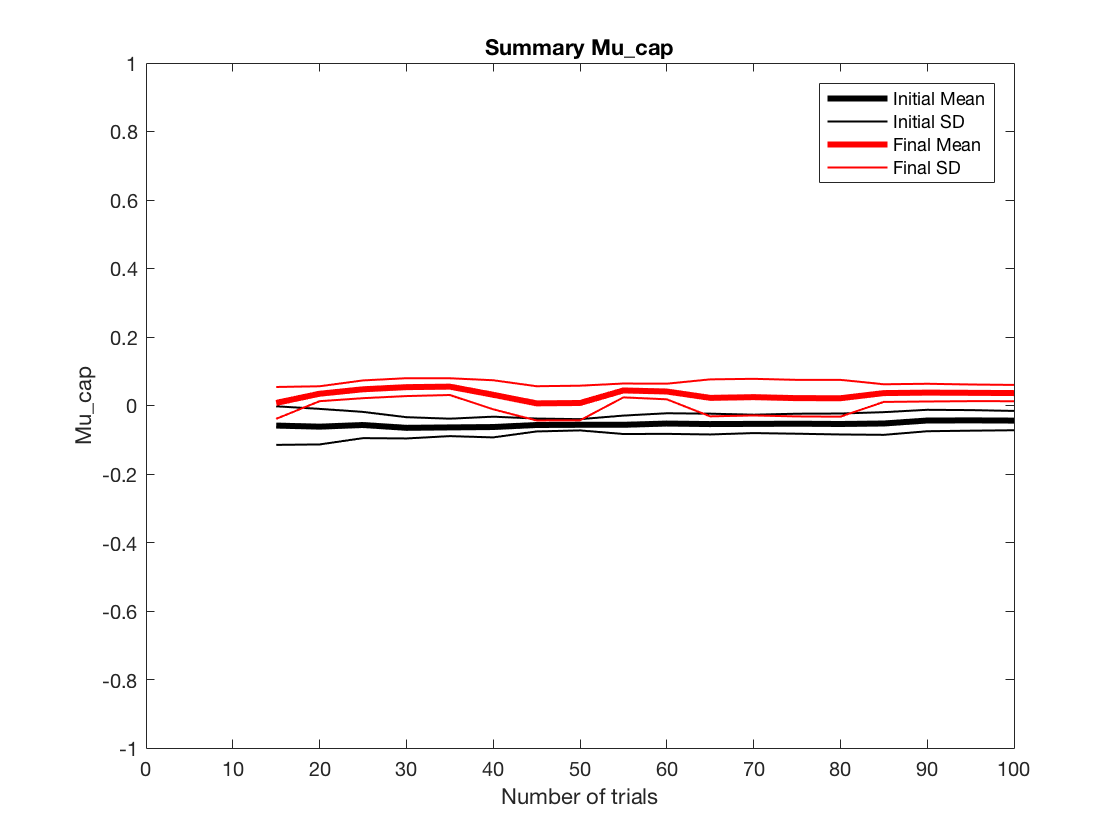 Summary Mu_cap
Initial Mean
Initial SD
Final Mean
Final SD
Mu_cap
1
0.8
0.6
0.4
0.2
0
-0.2
-0.4
-0.6
-0.8
-1
0 10 20 30 40 50 60 70 80 90 100
Number of trials